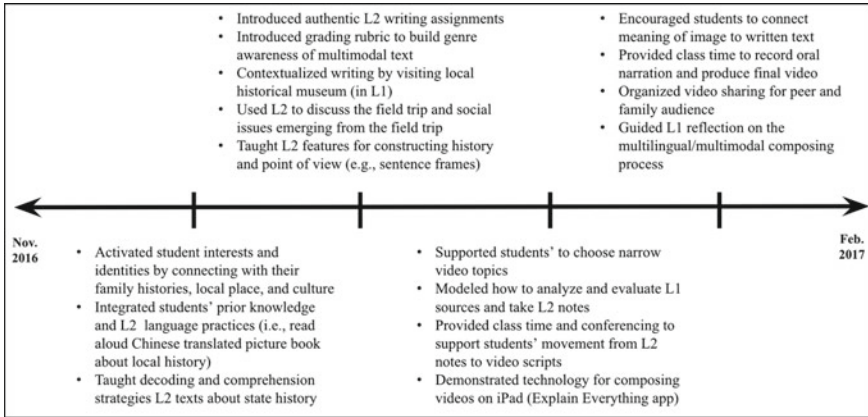 • Introduced authentic L2 writing assignments
• Introduced grading rubric to build genre
awareness of multimodal text
• Contextualized writing by visiting local
historical museum (in L1)
• Used L2 to discuss the field trip and social
issues emerging from the field trip
• Taught L2 features for constructing history
and point of view (e.g., sentence frames)
• Encouraged students to connect
meaning of image to written text
• Provided class time to record oral
narration and produce final video
• Organized video sharing for peer and
family audience
• Guided L1 reflection on the
multilingual/multimodal composing
process
Nov.
2016
Feb.
2017
• Activated student interests and
identities by connecting with their
family histories, local place, and culture
• Integrated students' prior knowledge
and L2 language practices (i.e., read
aloud Chinese translated picture book
about local history)
• Taught decoding and comprehension
strategies L2 texts about state history
• Supported students' to choose narrow
video topics
• Modeled how to analyze and evaluate L1
sources and take L2 notes
• Provided class time and conferencing to
support students' movement from L2
notes to video scripts
• Demonstrated technology for composing
videos on iPad (Explain Everything app)